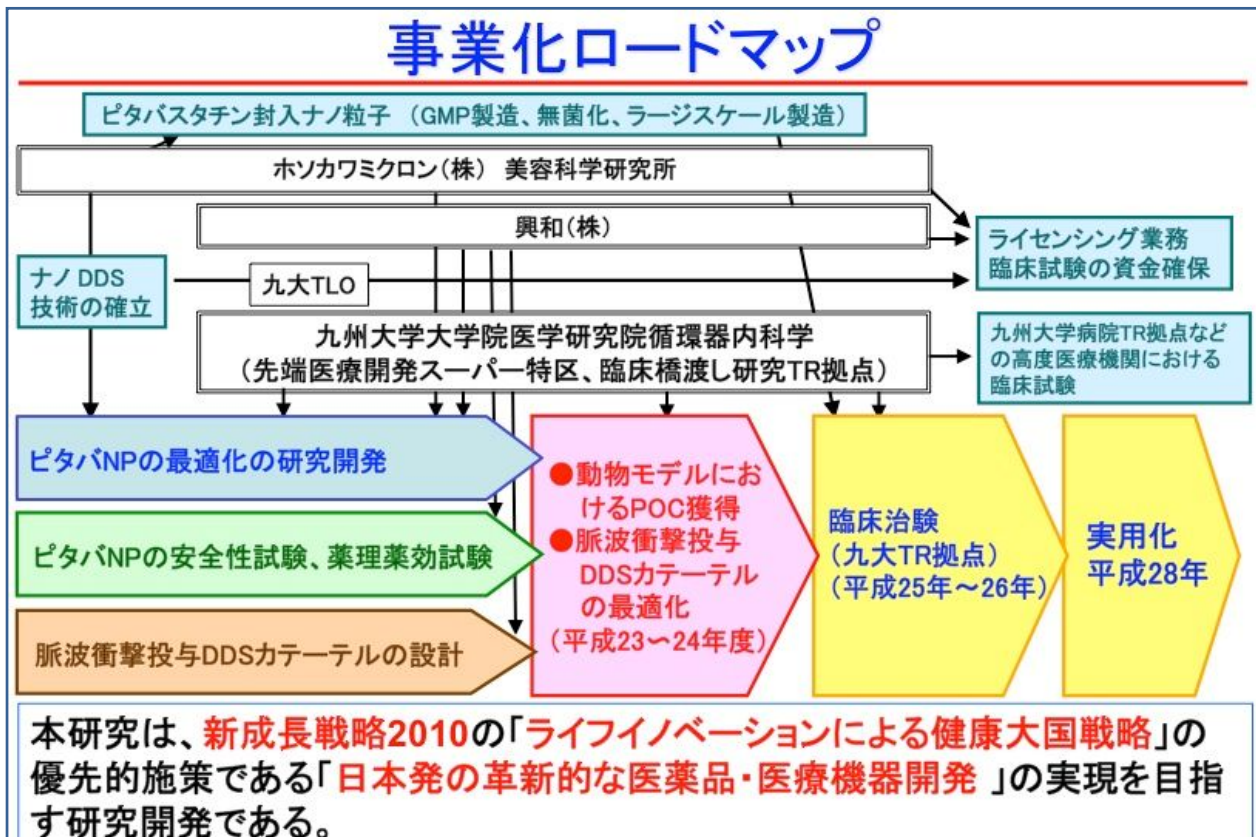 事業化ロードマップ
ピタバスタチン封入ナノ粒子 (GMP製造、無菌化、ラージスケール製造)
ホソカワミクロン(株) 美容科学研究所
興和(株)
ライセンシング業務
臨床試験の資金確保
ナノ DDS
技術の確立
九大TLO
九州大学大学院医学研究院循環器内科学
(先端医療開発スーパー特区、臨床橋渡し研究TR拠点)
九州大学病院TR拠点など
の高度医療機関における
臨床試験
ピタバNPの最適化の研究開発
ピタバNPの安全性試験、薬理薬効試験
脈波衝撃投与DDSカテーテルの設計
●動物モデルにお
けるPOC獲得
●脈波衝撃投与
DDSカテーテル
の最適化
(平成23～24年度)
臨床治験
(九大TR拠点)
(平成25年～26年)
実用化
平成28年
本研究は、新成長戦略2010の「ライフイノベーションによる健康大国戦略」の
優先的施策である「日本発の革新的な医薬品・医療機器開発 」の実現を目指
す研究開発である。